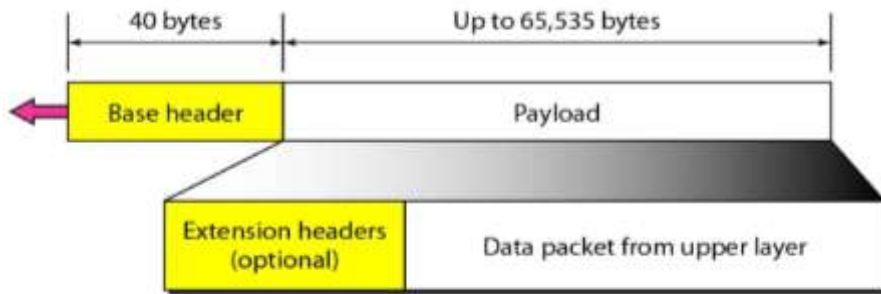 40 bytes
Up to 65,535 bytes
Base header
Payload
Extension headers
(optional)
Data packet from upper layer